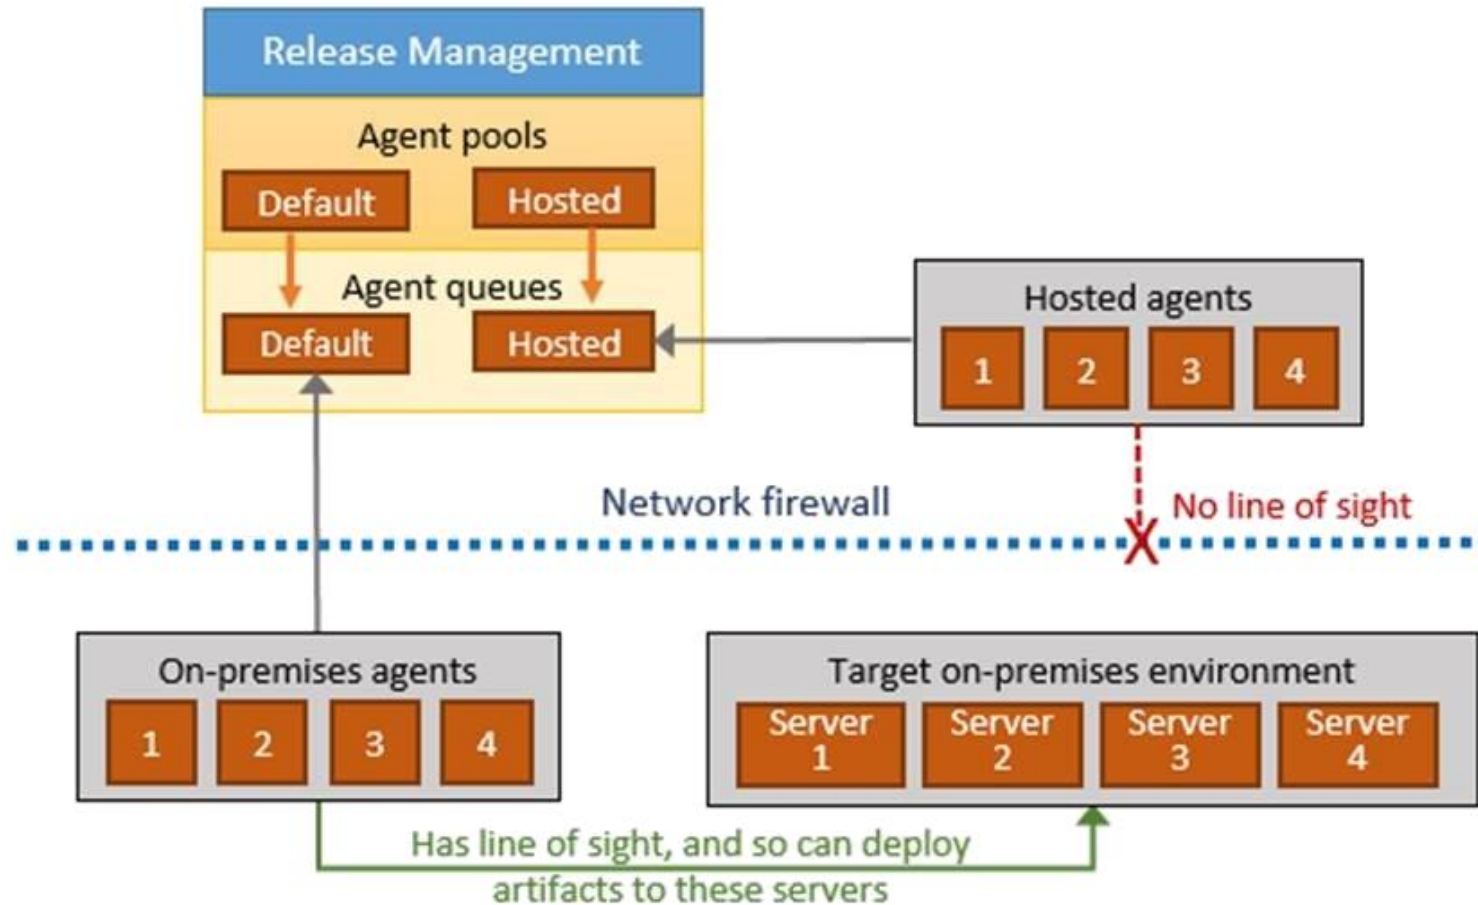 Release Management
Agent pools
Default
Hosted
Agent queues
Default
Hosted
Hosted agents
1
2
3
4
Network firewall
No line of sight
X
On-premises agents
1
2
3
4
Target on-premises environment
Server
1
Server
2
Server
3
Server
4
Has line of sight, and so can deploy
artifacts to these servers